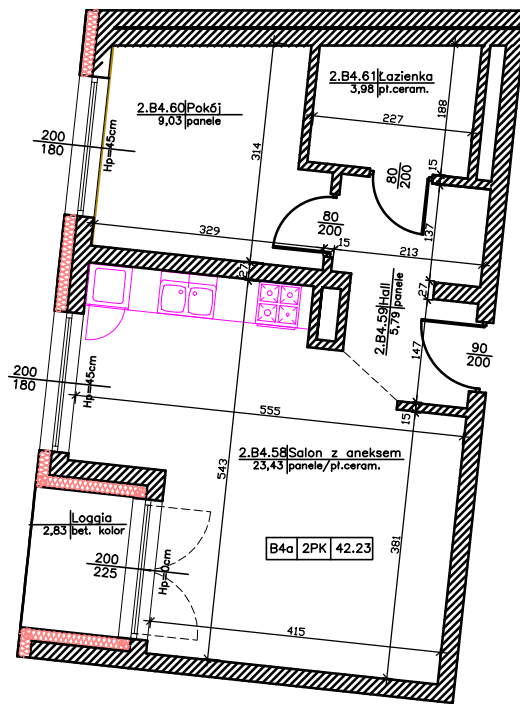 2.B4.61 Łazienka
3,98 pł.ceram.
2.B4.60 Pokój
9,03 panele
188
227
314
200
180
Hp=45cm
80
200
15
80
200
137
329
15
213
27
27
2.B4.59 Hall
5,79 panele
147
90
200
200
180
Hp=45cm
555
15
2.B4.58 Salon z aneksem
23,43 panele/pł.ceram.
543
381
Loggia
2,83 bet. kolor
200
225
Hp=0cm
B4a 2PK 42.23
415